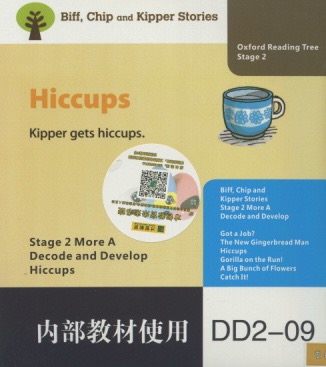 Biff, Chip and Kipper Stories
Oxford Reading Tree
Stage 2
Hiccups
Kipper gets hiccups.
Biff, Chip and
Kipper Stories
Stage 2 More A
Decode and Develop
Got a Job?
The New Gingerbread Man
Hiccups
Gorilla on the Run!
A Big Bunch of Flowers
Catch It!
Stage 2 More A
Decode and Develop
Hiccups
内部教材使用 DD2-09